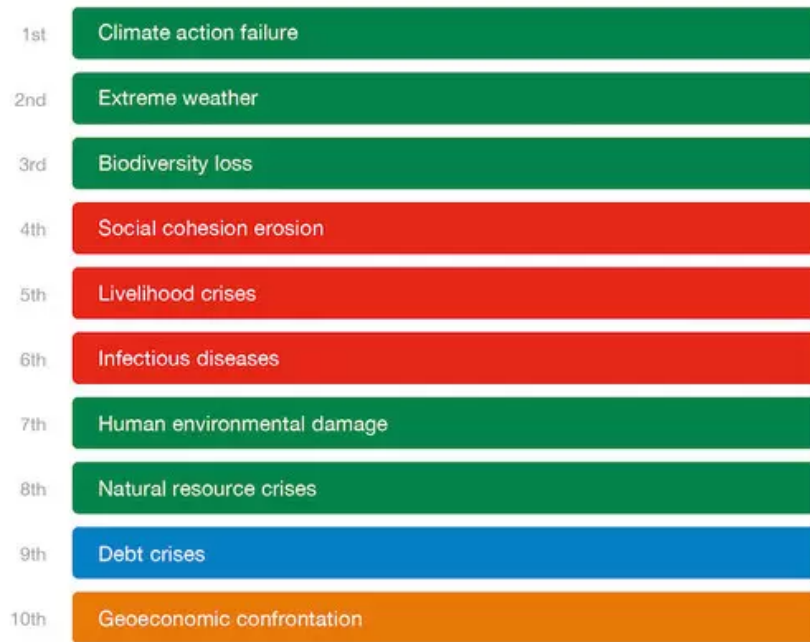 1st Climate action failure
2nd Extreme weather
3rd Biodiversity loss
4th Social cohesion erosion
5th Livelihood crises
6th Infectious diseases
7th Human environmental damage
8th Natural resource crises
9th Debt crises
10th Geoeconomic confrontation